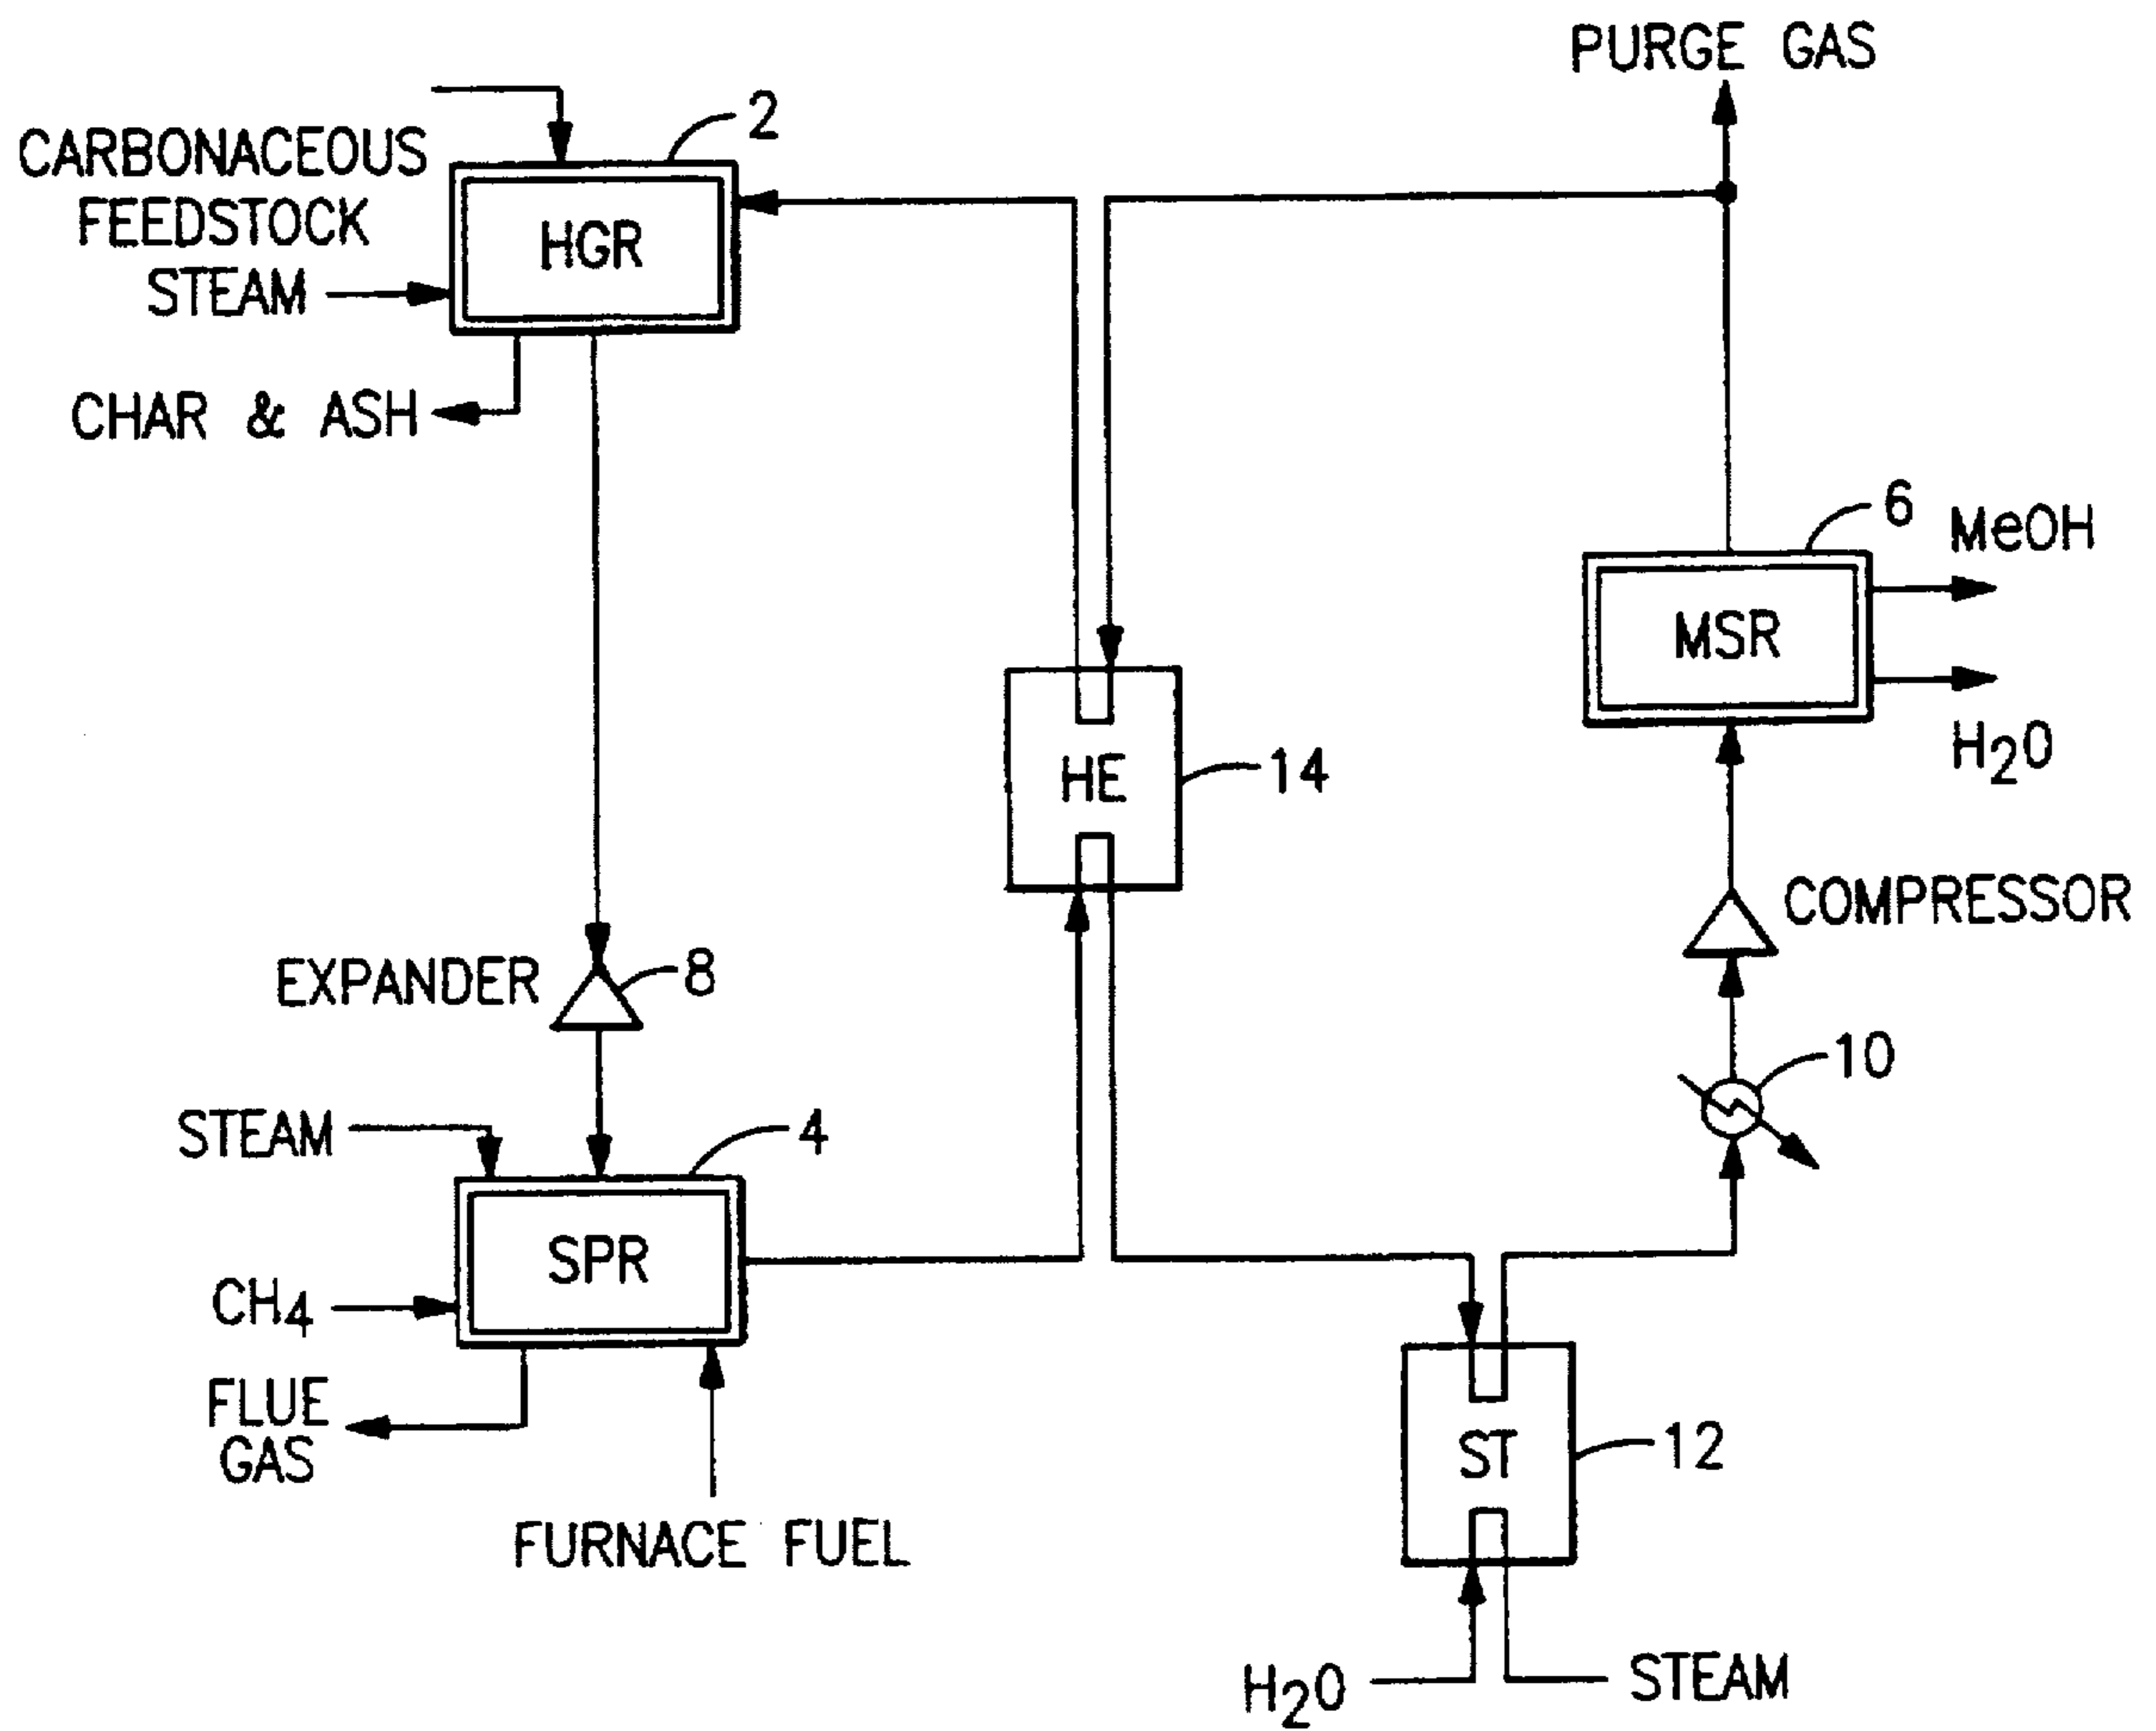 PURGE GAS
2
CARBONACEOUS
FEEDSTOCK
HGR
STEAM
CHAR & ASH
6
MeOH
MSR
H2O
HE
14
COMPRESSOR
EXPANDER
8
10
STEAM
4
SPR
CH4
FLUE
GAS
ST
12
FURNACE FUEL
H2O
STEAM